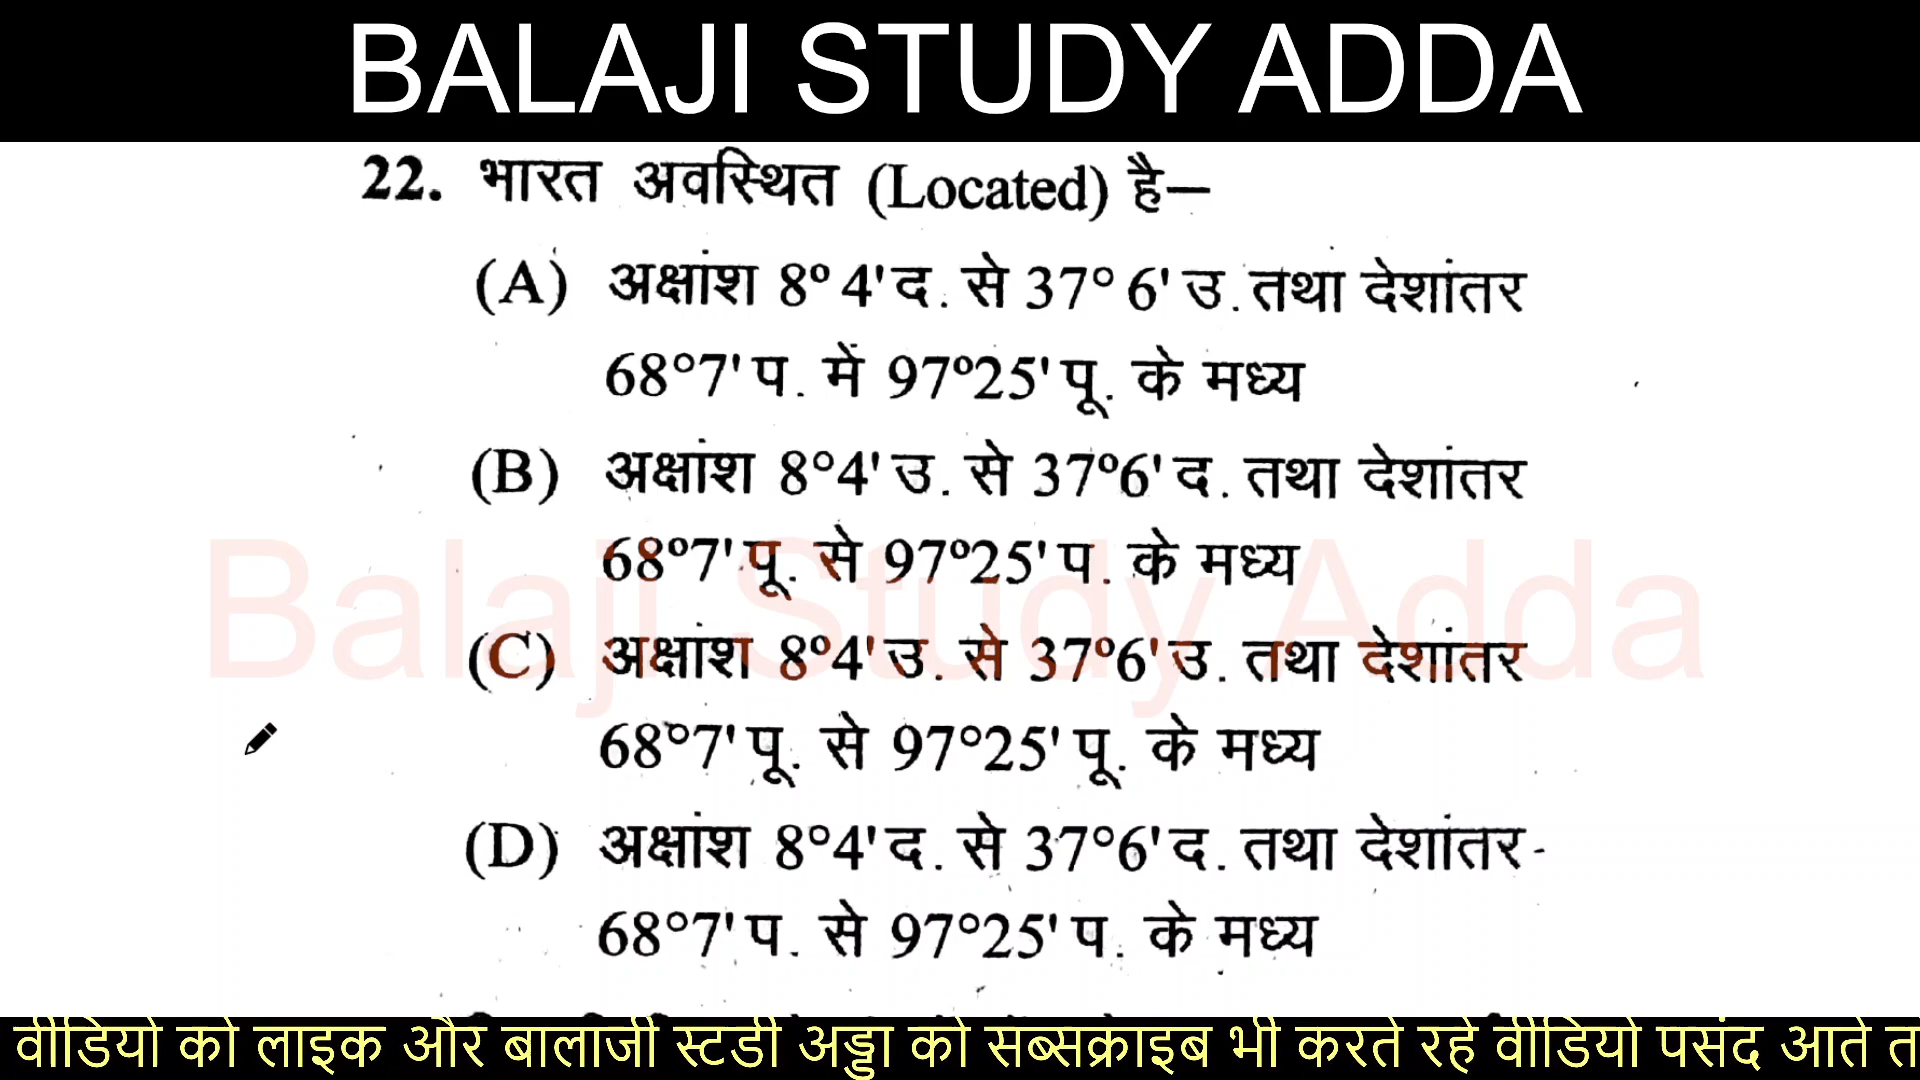 BALAJI STUDY ADDA
22. भारत अवस्थित (Located) है—
(A) अक्षांश 8° 4' द. से 37° 6' उ. तथा देशांतर
68°7' प. में 97°25' पू. के मध्य
(B) अक्षांश 8°4' उ. से 37°6' द. तथा देशांतर
68°7' पू. से 97°25' प. के मध्य
Balaji Study Adda
(C) अक्षांश 8°4' उ. से 37°6' उ. तथा देशांतर
68°7' पू. से 97°25' पू. के मध्य
(D) अक्षांश 8°4' द. से 37°6' द. तथा देशांतर-
68°7' प. से 97°25' प. के मध्य
वीडियो को लाइक और बालाजी स्टडी अड्डा को सब्सक्राइब भी करते रहे वीडियो पसंद आते त